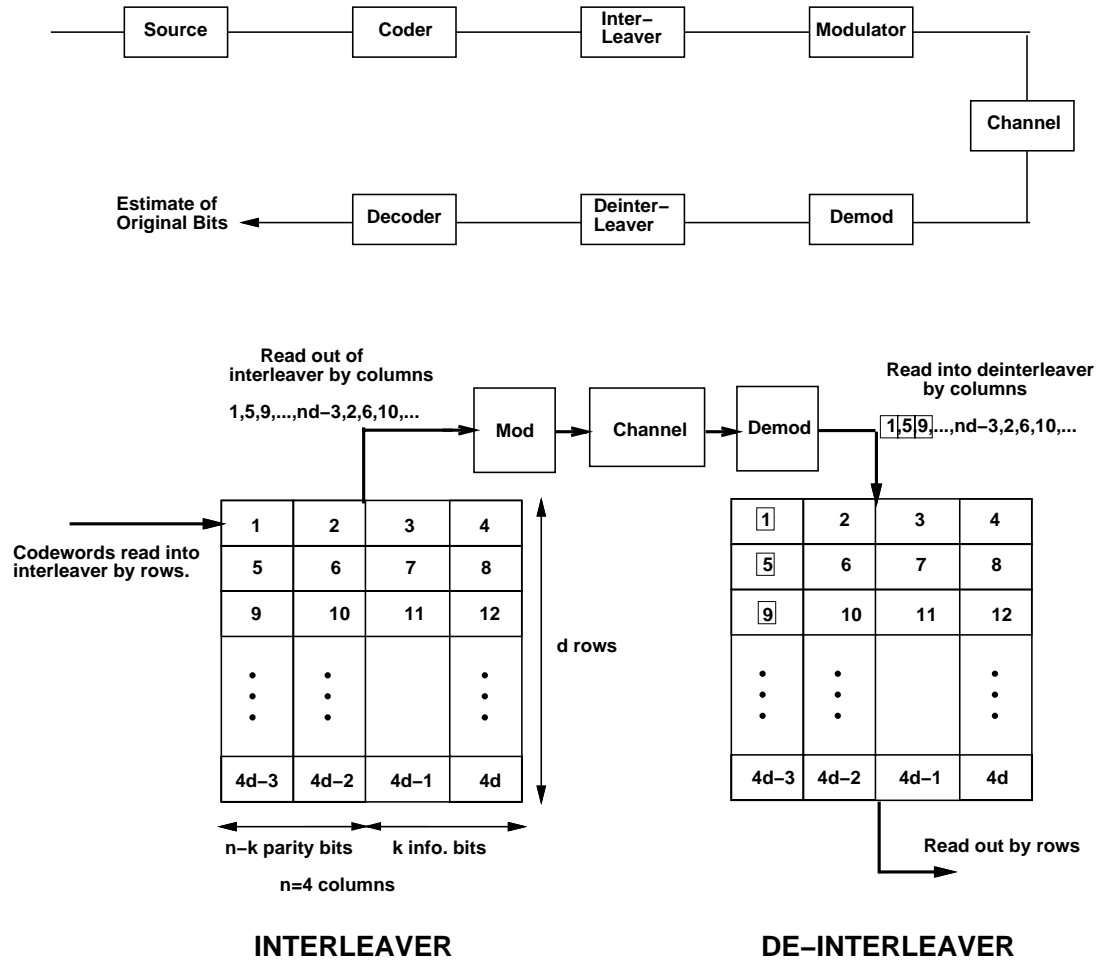 Source
Coder
Inter–
Leaver
Modulator
Channel
Estimate of
Original Bits
Decoder
Deinter–
Leaver
Demod
Read out of
interleaver by columns
1,5,9,...,nd–3,2,6,10,...
Mod
Channel
Demod
Read into deinterleaver
by columns
1,5,9,...,nd–3,2,6,10,...
Codewords read into
interleaver by rows.
1 2 3 4
5 6 7 8
9 10 11 12
4d–3 4d–2 4d–1 4d
d rows
n–k parity bits
k info. bits
n=4 columns
1 2 3 4
5 6 7 8
9 10 11 12
4d–3 4d–2 4d–1 4d
Read out by rows
INTERLEAVER
DE–INTERLEAVER